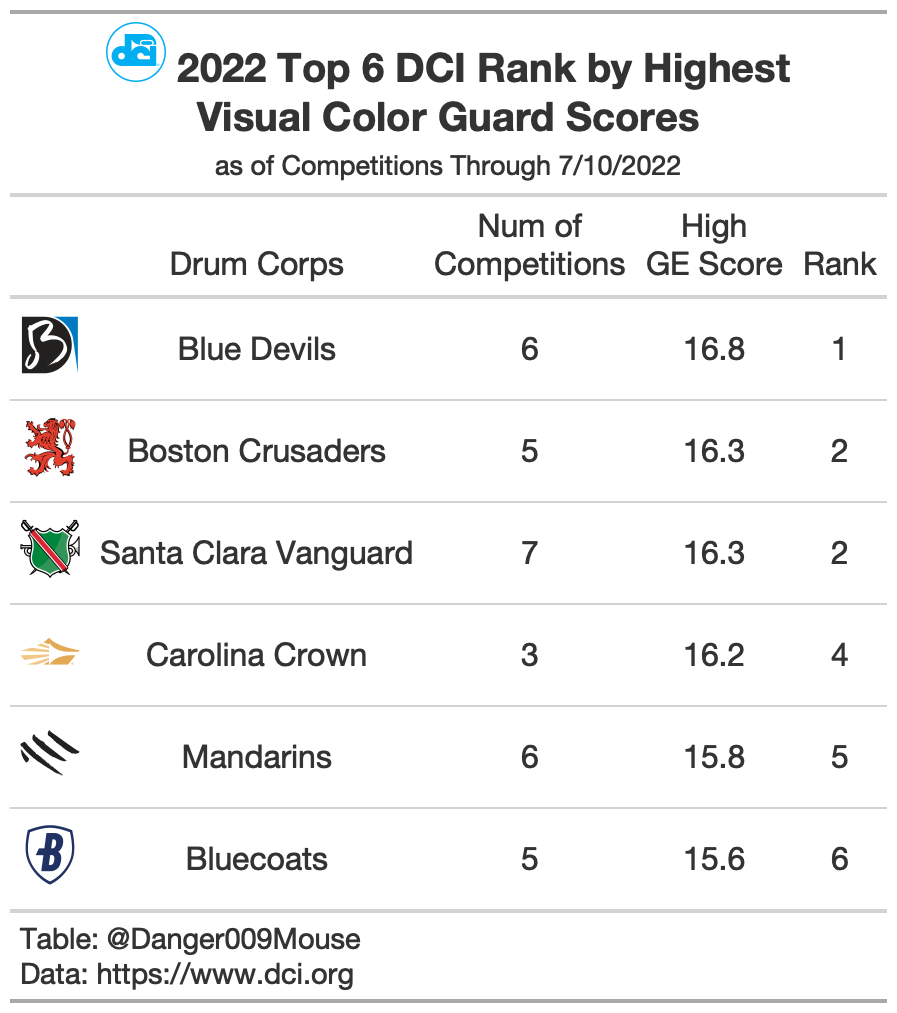 dci 2022 Top 6 DCI Rank by Highest
Visual Color Guard Scores
as of Competitions Through 7/10/2022
Drum Corps Num of Competitions High GE Score Rank
B Blue Devils 6 16.8 1
Boston Crusaders 5 16.3 2
Santa Clara Vanguard 7 16.3 2
Carolina Crown 3 16.2 4
Mandarins 6 15.8 5
B Bluecoats 5 15.6 6
Table: @Danger009Mouse
Data: https://www.dci.org